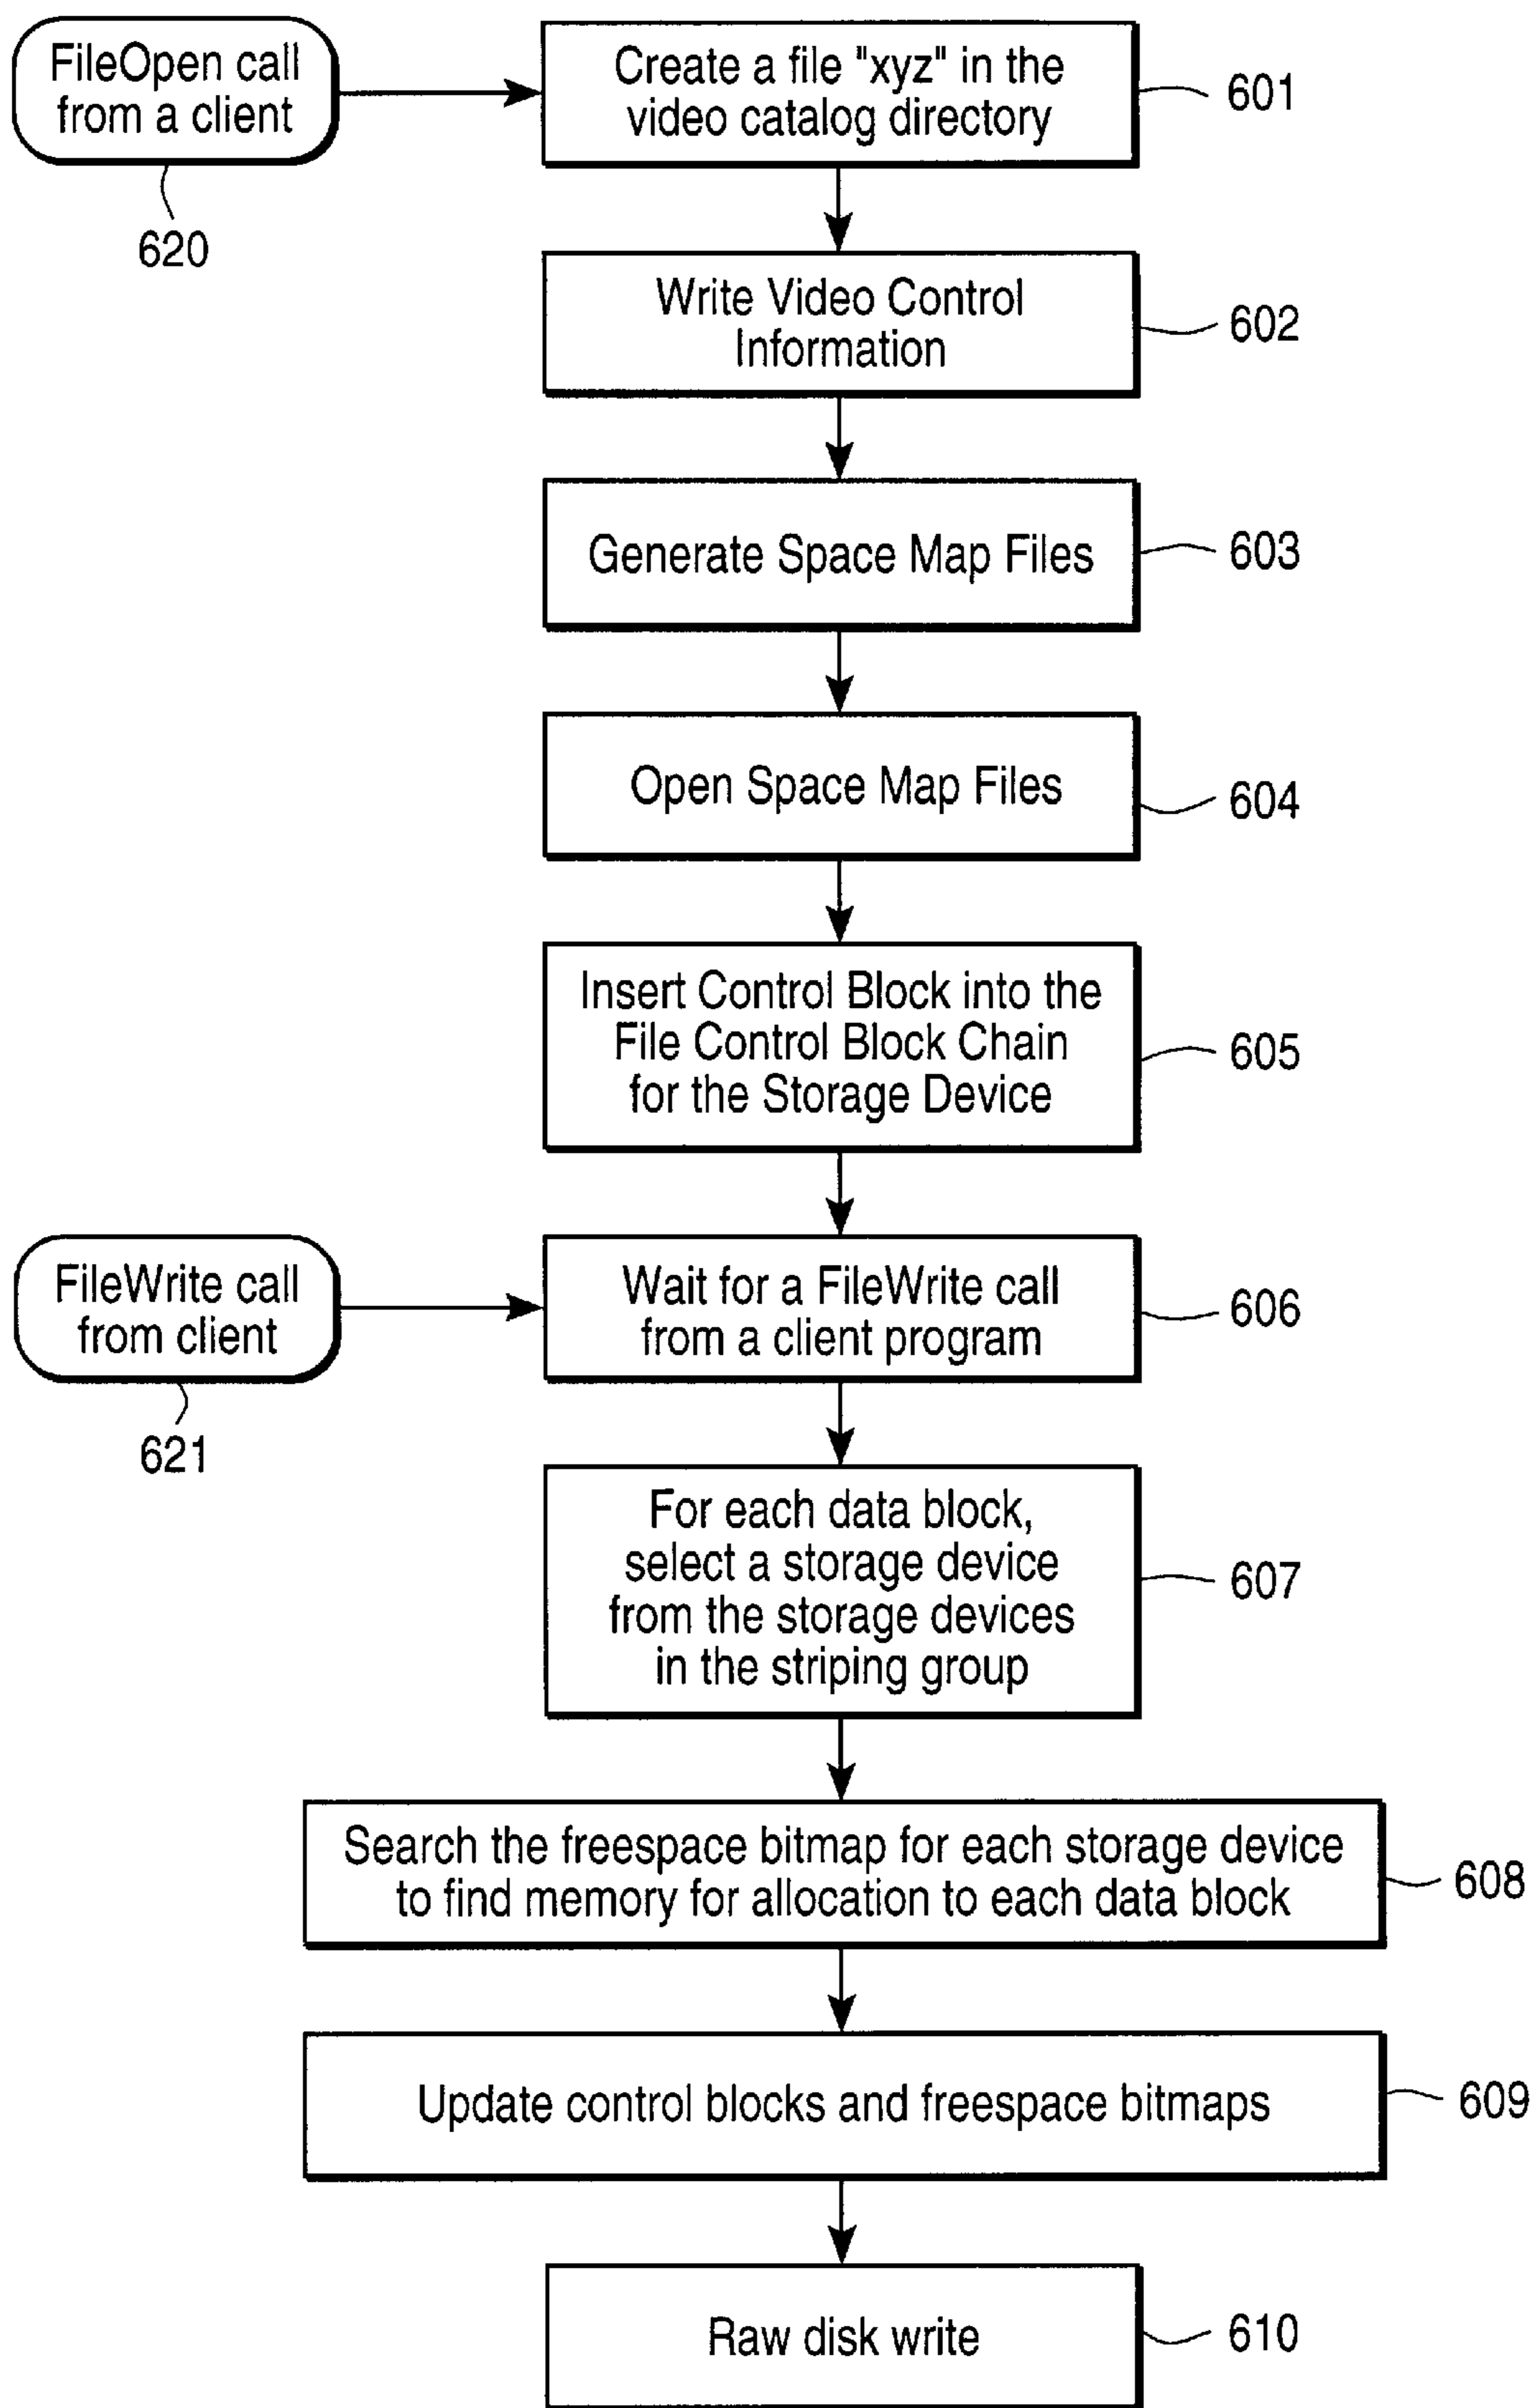 FileOpen call
from a client
620
Create a file "xyz" in the
video catalog directory
601
Write Video Control
Information
602
Generate Space Map Files
603
Open Space Map Files
604
Insert Control Block into the
File Control Block Chain
for the Storage Device
605
FileWrite call
from client
621
Wait for a FileWrite call
from a client program
606
For each data block,
select a storage device
from the storage devices
in the striping group
607
Search the freespace bitmap for each storage device
to find memory for allocation to each data block
608
Update control blocks and freespace bitmaps
609
Raw disk write
610